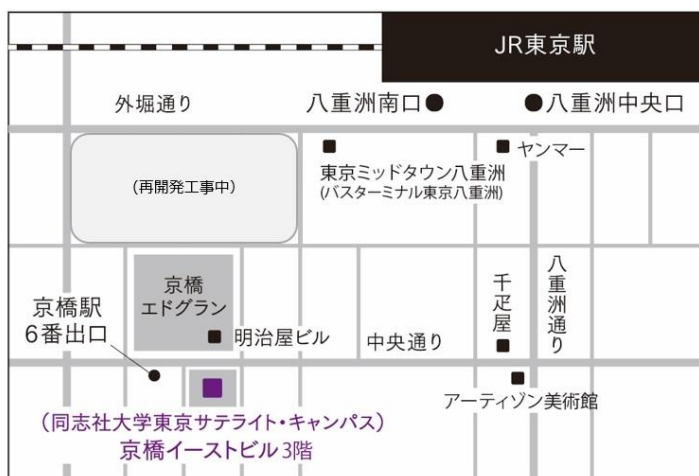 JR東京駅
外堀通り
八重洲南口
八重洲中央口
ヤンマー
東京ミッドタウン八重洲
(バスターミナル東京八重洲)
(再開発工事中)
京橋
エドグラン
京橋駅
6番出口
明治屋ビル
中央通り
千疋屋
八重洲通り
アーティゾン美術館
(同志社大学東京サテライト・キャンパス)
京橋イーストビル 3階